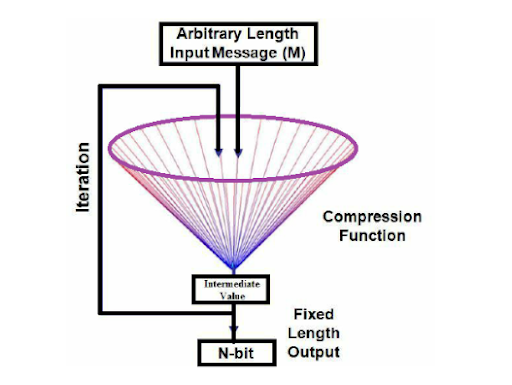 Arbitrary Length
Input Message (M)
Iteration
Compression
Function
Intermediate
Value
Fixed
Length
Output
N-bit